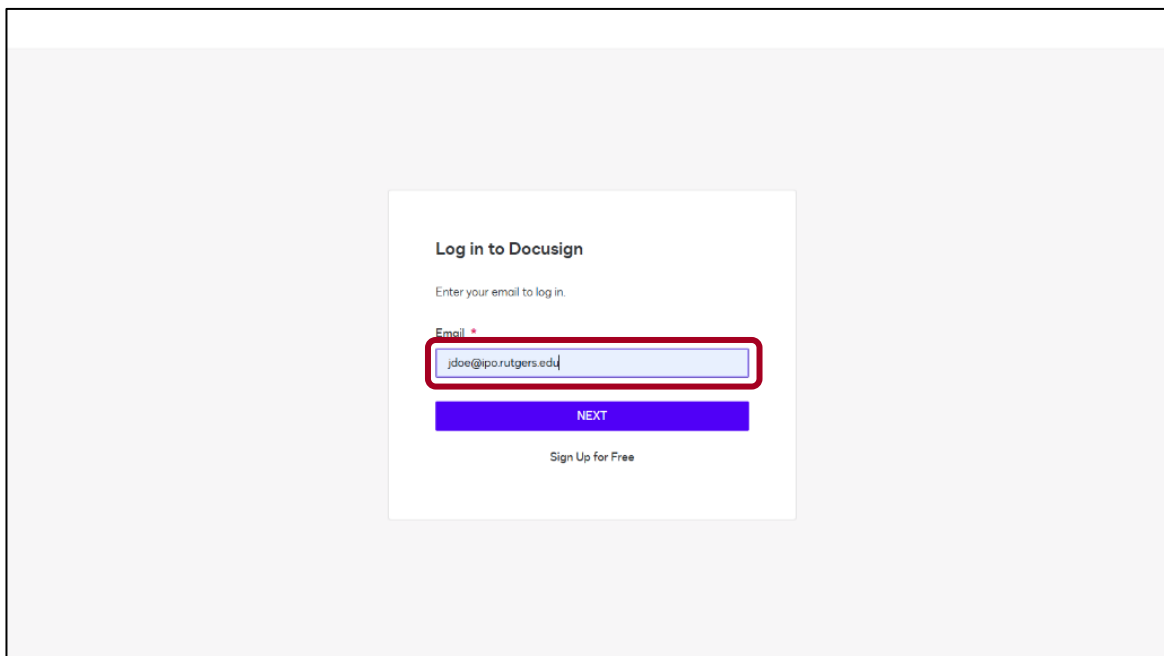 Log in to Docusign
Enter your email to log in.
Email *
jdoe@ipo.rutgers.edu
NEXT
Sign Up for Free